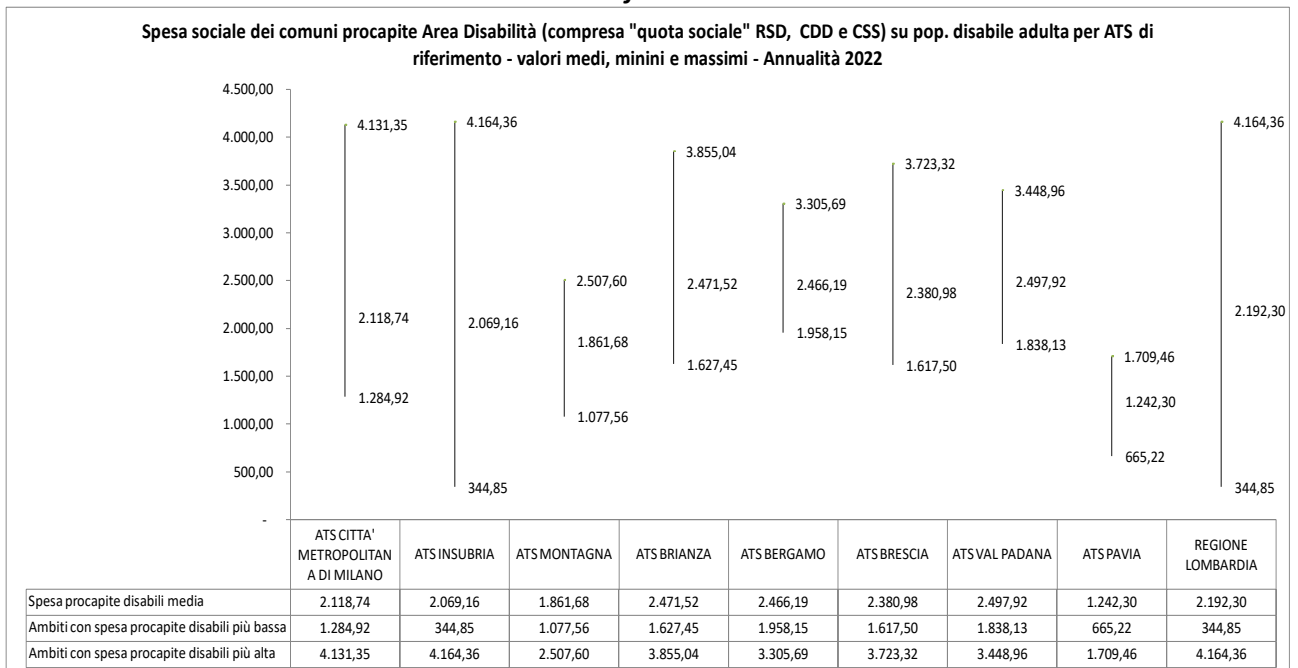 Spesa sociale dei comuni procapite Area Disabilità (compresa "quota sociale" RSD, CDD e CSS) su pop. disabile adulta per ATS di
riferimento - valori medi, minini e massimi - Annualità 2022
4.500,00
4.000,00
3.500,00
3.000,00
2.500,00
2.000,00
1.500,00
1.000,00
500,00
-
4.131,35
2.118,74
1.284,92
4.164,36
2.069,16
344,85
2.507,60
1.861,68
1.077,56
3.855,04
2.471,52
1.627,45
3.305,69
2.466,19
1.958,15
3.723,32
2.380,98
1.617,50
3.448,96
2.497,92
1.838,13
1.709,46
1.242,30
665,22
4.164,36
2.192,30
344,85
ATS CITTA'
METROPOLITAN
A DI MILANO
ATS INSUBRIA
ATS MONTAGNA
ATS BRIANZA
ATS BERGAMO
ATS BRESCIA
ATS VAL PADANA
ATS PAVIA
REGIONE
LOMBARDIA
Spesa procapite disabili media 2.118,74 2.069,16 1.861,68 2.471,52 2.466,19 2.380,98 2.497,92 1.242,30 2.192,30
Ambiti con spesa procapite disabili più bassa 1.284,92 344,85 1.077,56 1.627,45 1.958,15 1.617,50 1.838,13 665,22 344,85
Ambiti con spesa procapite disabili più alta 4.131,35 4.164,36 2.507,60 3.855,04 3.305,69 3.723,32 3.448,96 1.709,46 4.164,36